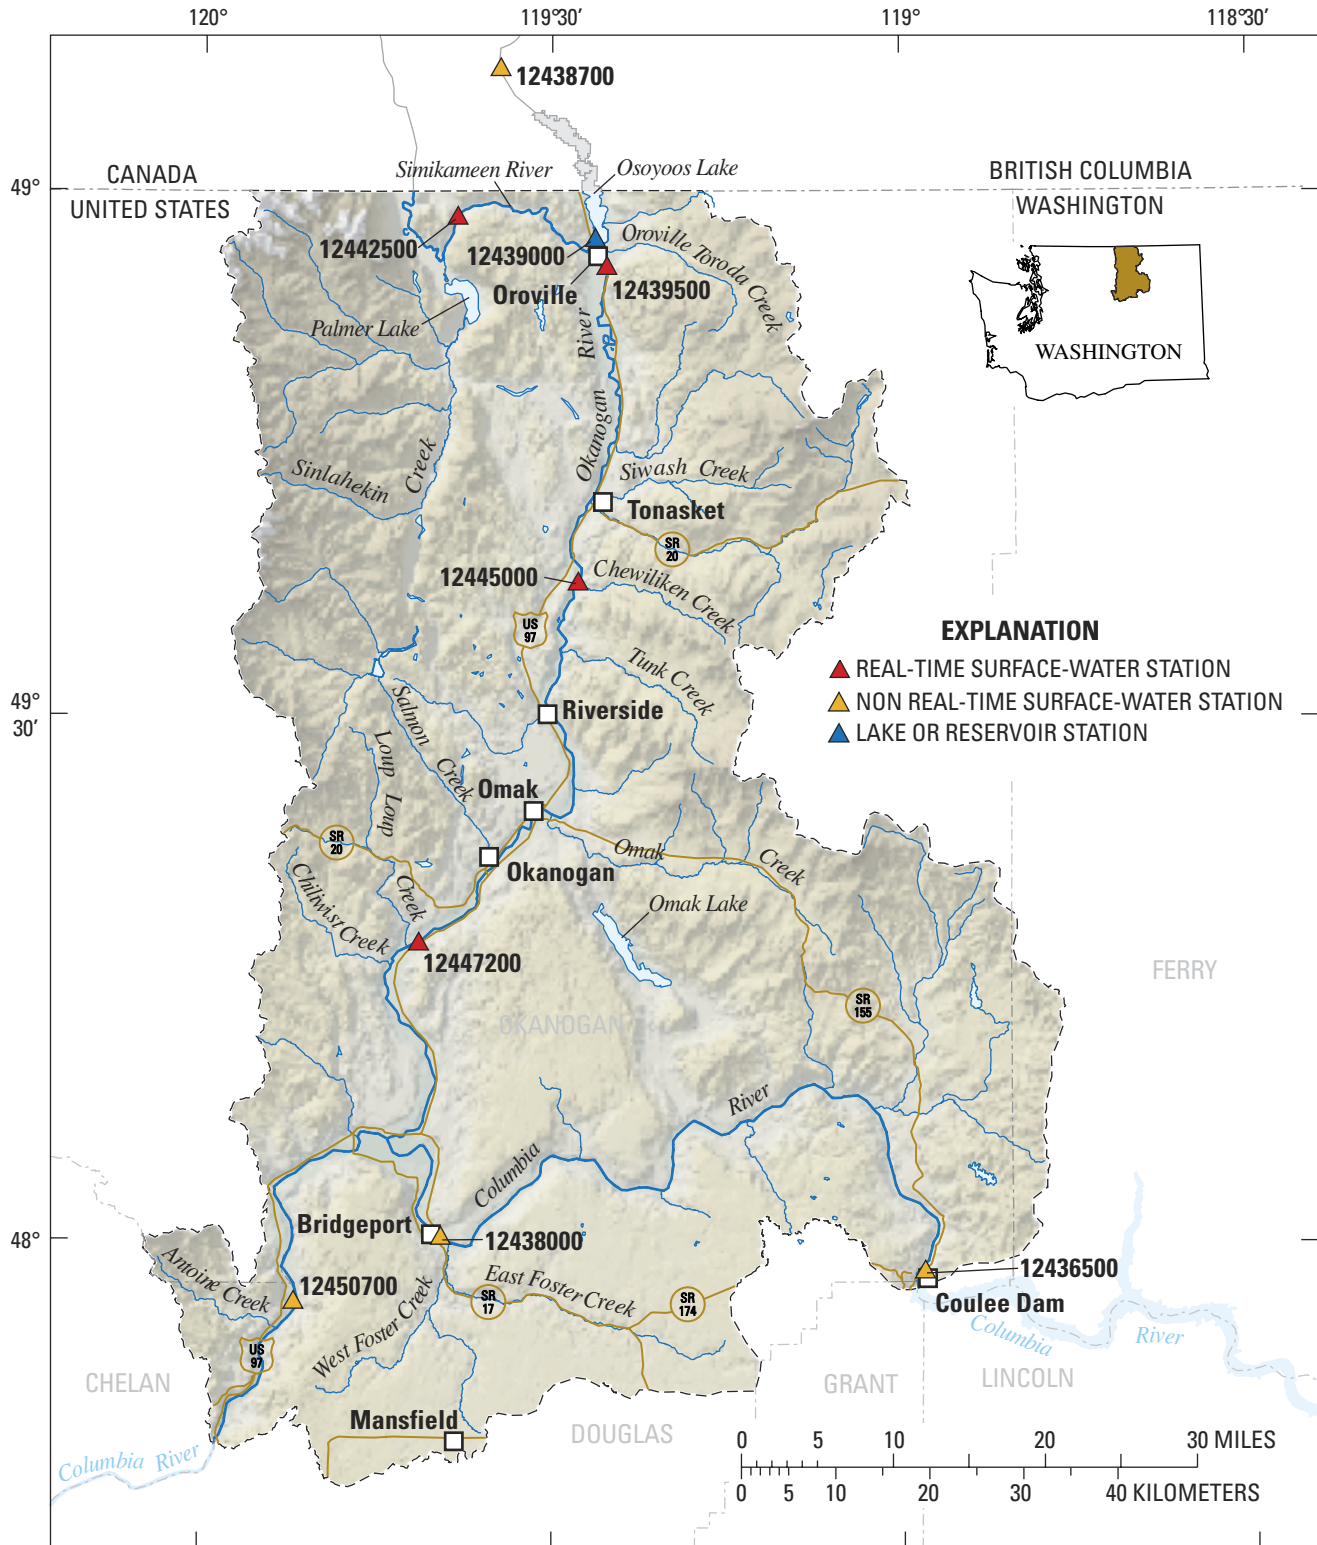 120°
119°30′
119°
118°30′
12438700
CANADA
UNITED STATES
49°
Simikameen River
Osoyoos Lake
BRITISH COLUMBIA
WASHINGTON
12442500
12439000
Oroville
12439500
Oroville Toroda Creek
Palmer Lake
WASHINGTON
Okanogan River
Sinlahekin Creek
Siwash Creek
Tonasket
SR
20
12445000
Chewiliken Creek
US
97
EXPLANATION
REAL-TIME SURFACE-WATER STATION
NON REAL-TIME SURFACE-WATER STATION
LAKE OR RESERVOIR STATION
Tunk Creek
49°
30′
Riverside
Salmon Creek
Loup Loup Creek
Omak
SR
20
Okanogan
Omak Creek
Chiliwist Creek
Omak Lake
12447200
FERRY
SR
155
OKANOGAN
Columbia River
Bridgeport
12438000
48°
12436500
Coulee Dam
Antoine Creek
12450700
West Foster Creek
East Foster Creek
SR
17
SR
174
US
97
Columbia River
CHELAN
GRANT
LINCOLN
Mansfield
DOUGLAS
Columbia River
0 5 10 20 30 MILES
0 5 10 20 30 40 KILOMETERS